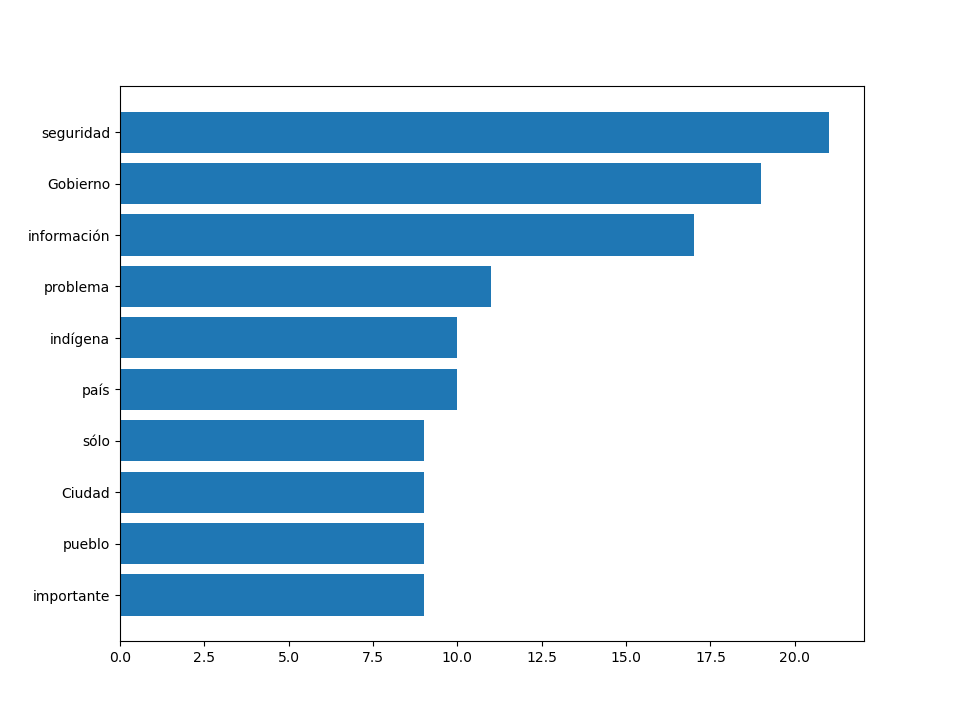 seguridad
Gobierno
información
problema
indígena
país
sólo
Ciudad
pueblo
importante
0.0 2.5 5.0 7.5 10.0 12.5 15.0 17.5 20.0